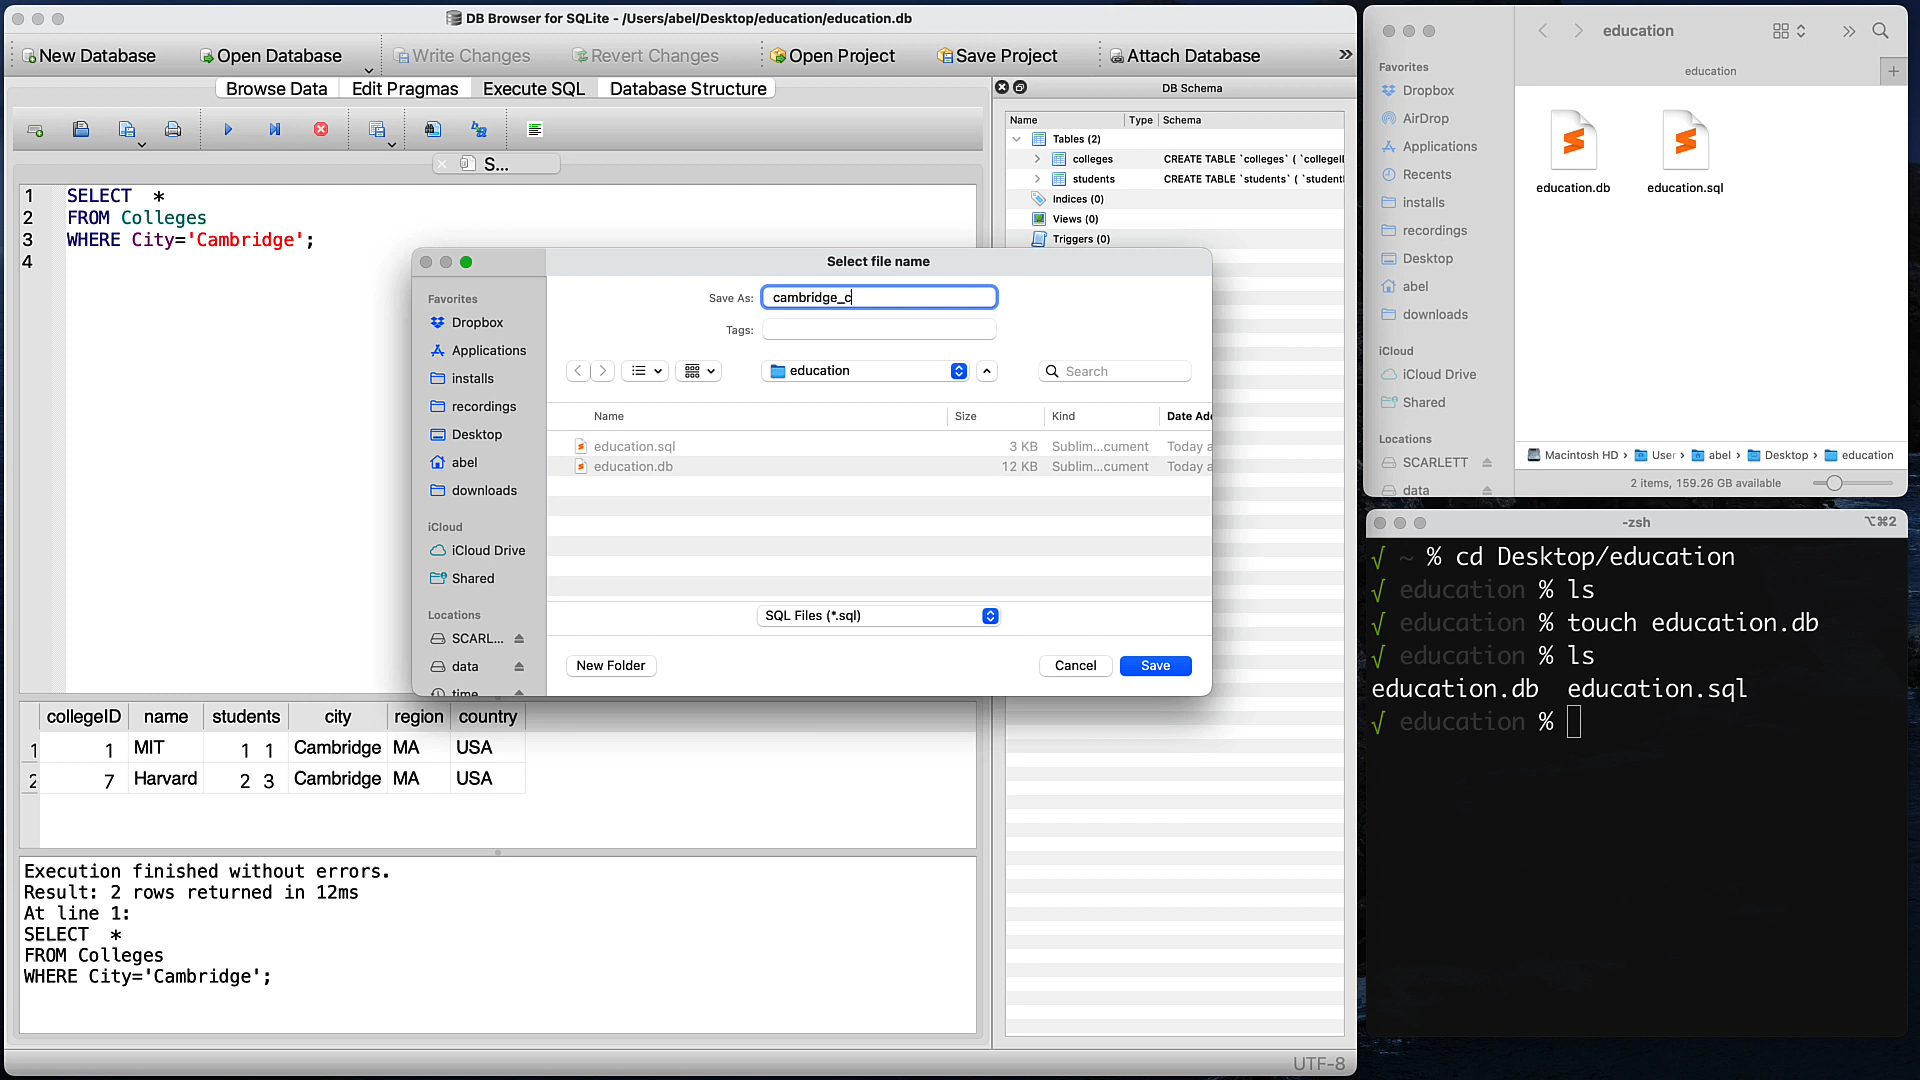 DB Browser for SQLite - /Users/abel/Desktop/education/education.db
New Database
Open Database
Write Changes
Revert Changes
Open Project
Save Project
Attach Database
»
Browse Data
Edit Pragmas
Execute SQL
Database Structure
S...
1 SELECT *
2 FROM Colleges
3 WHERE City='Cambridge';
4
DB Schema
Name Type Schema
Tables (2)
colleges CREATE TABLE `colleges` ( `collegeI
students CREATE TABLE `students` ( `student
Indices (0)
Views (0)
Triggers (0)
Select file name
Save As: cambridge_c
Tags:
education
Search
Favorites
Dropbox
Applications
installs
recordings
Desktop
abel
downloads
iCloud
iCloud Drive
Shared
Locations
SCARL...
data
time
Name Size Kind Date Add
education.sql 3 KB Sublim...cument Today a
education.db 12 KB Sublim...cument Today a
SQL Files (*.sql)
New Folder
Cancel
Save
collegeID name students city region country
1 1 MIT 1 1 Cambridge MA USA
2 7 Harvard 2 3 Cambridge MA USA
Execution finished without errors.
Result: 2 rows returned in 12ms
At line 1:
SELECT *
FROM Colleges
WHERE City='Cambridge';
UTF-8
education
education
Favorites
Dropbox
AirDrop
Applications
Recents
installs
recordings
Desktop
abel
downloads
iCloud
iCloud Drive
Shared
Locations
SCARLETT
data
education.db
education.sql
Macintosh HD › User › abel › Desktop › education
2 items, 159.26 GB available
-zsh
⌥⌘2
√ ~ % cd Desktop/education
√ education % ls
√ education % touch education.db
√ education % ls
education.db education.sql
√ education %